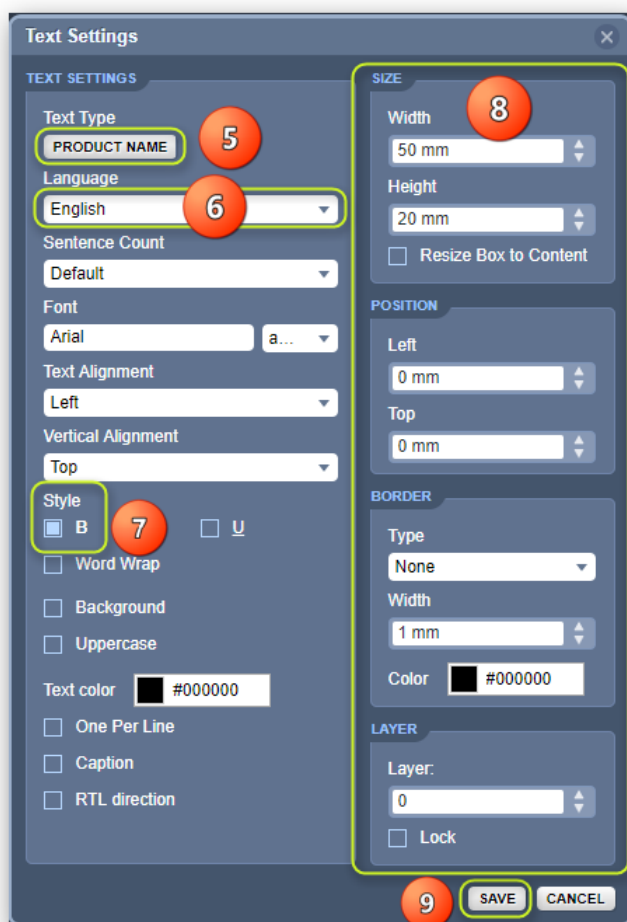 Text Settings
TEXT SETTINGS
Text Type
PRODUCT NAME
5
Language
English
6
Sentence Count
Default
Font
Arial a...
Text Alignment
Left
Vertical Alignment
Top
Style
B U
7
Word Wrap
Background
Uppercase
Text color #000000
One Per Line
Caption
RTL direction
SIZE
8
Width
50 mm
Height
20 mm
Resize Box to Content
POSITION
Left
0 mm
Top
0 mm
BORDER
Type
None
Width
1 mm
Color #000000
LAYER
Layer:
0
Lock
9 SAVE CANCEL